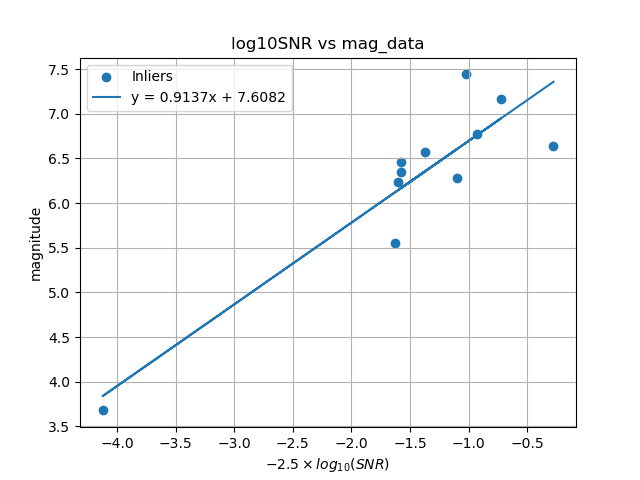 log10SNR vs mag_data
Inliers
y = 0.9137x + 7.6082
7.5
7.0
6.5
6.0
5.5
5.0
4.5
4.0
3.5
magnitude
−4.0 −3.5 −3.0 −2.5 −2.0 −1.5 −1.0 −0.5
−2.5 × log₁₀(SNR)